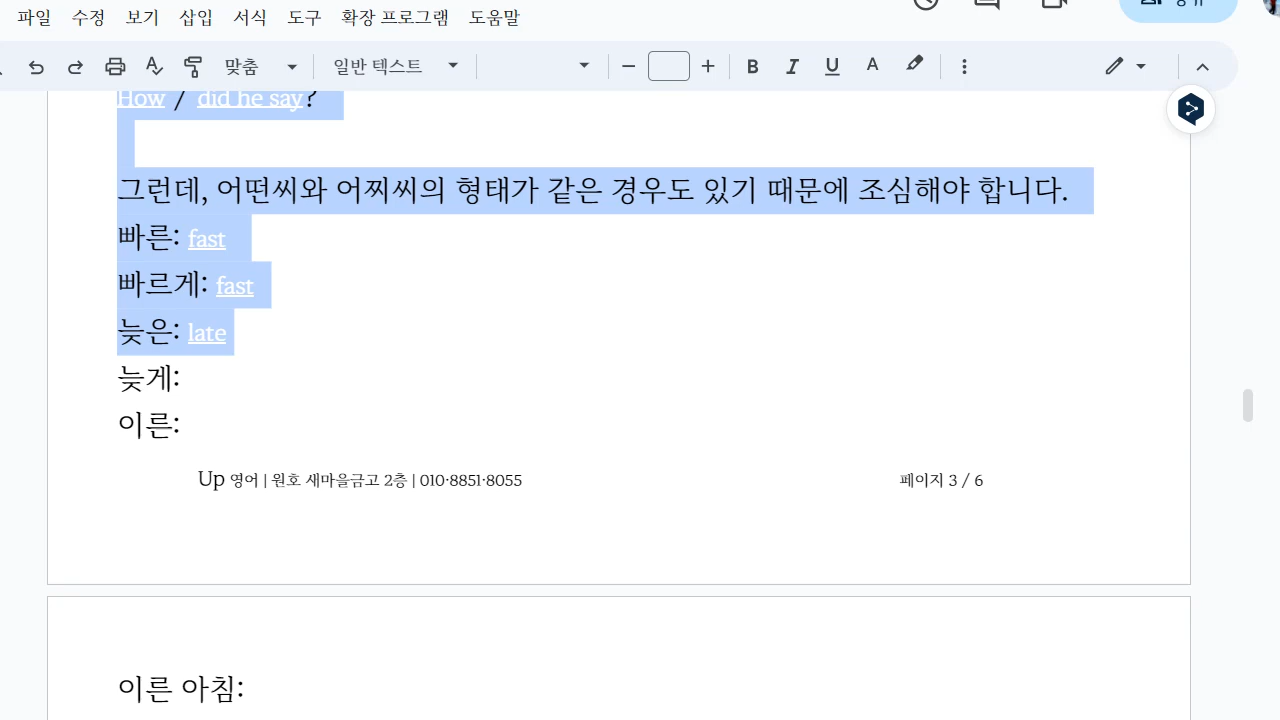 파일 수정 보기 삽입 서식 도구 확장 프로그램 도움말
맞춤 일반 텍스트 B I U A
How / did he say?
그런데, 어떤씨와 어찌씨의 형태가 같은 경우도 있기 때문에 조심해야 합니다.
빠른: fast
빠르게: fast
늦은: late
늦게:
이른:
Up 영어 | 원호 새마을금고 2층 | 010·8851·8055 페이지 3 / 6
이른 아침: